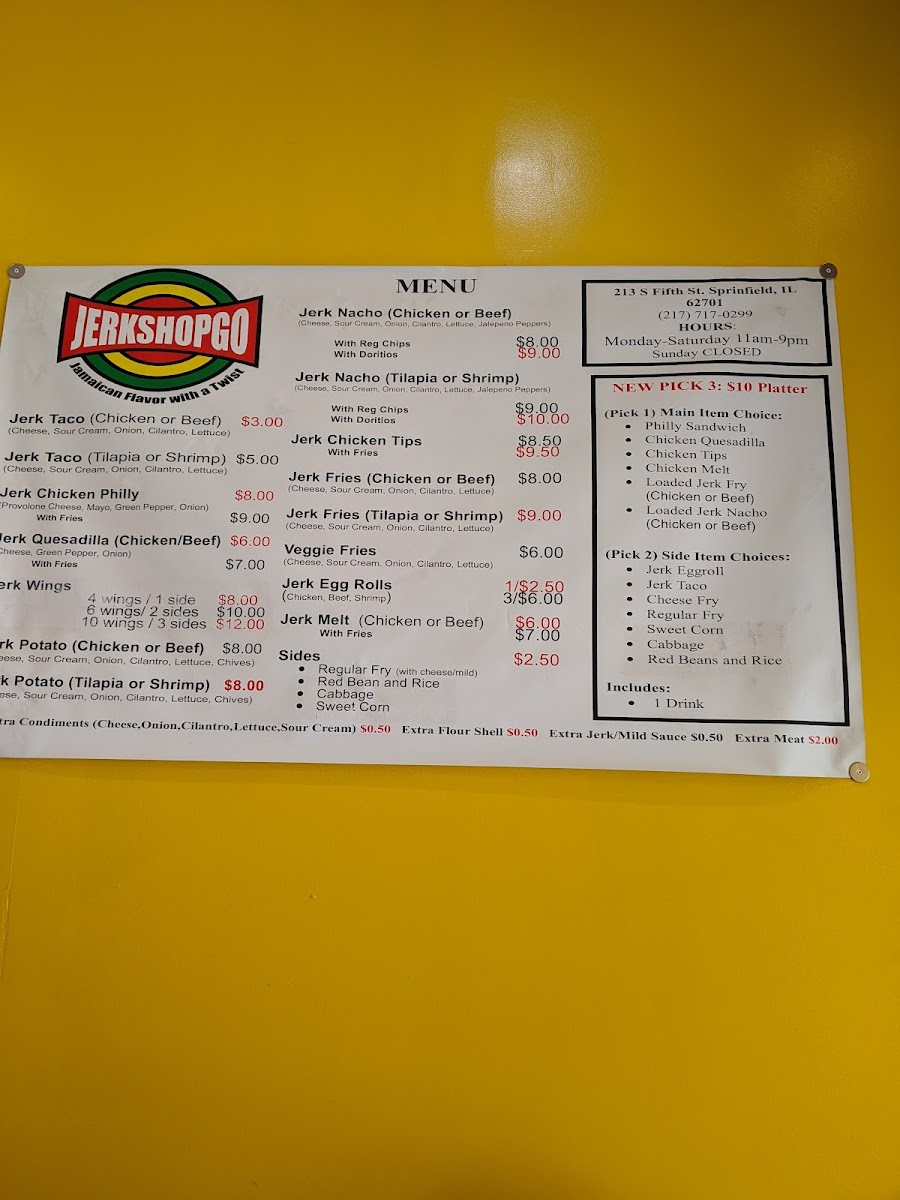 JERKSHOPGO
Jamaican Flavor with a Twist
Jerk Taco (Chicken or Beef) $3.00
(Cheese, Sour Cream, Onion, Cilantro, Lettuce)
Jerk Taco (Tilapia or Shrimp) $5.00
(Cheese, Sour Cream, Onion, Cilantro, Lettuce)
Jerk Chicken Philly $8.00
(Provolone Cheese, Mayo, Green Pepper, Onion)
With Fries $9.00
Jerk Quesadilla (Chicken/Beef) $6.00
Cheese, Green Pepper, Onion)
With Fries $7.00
erk Wings
4 wings / 1 side $8.00
6 wings/ 2 sides $10.00
10 wings / 3 sides $12.00
rk Potato (Chicken or Beef) $8.00
eese, Sour Cream, Onion, Cilantro, Lettuce, Chives)
k Potato (Tilapia or Shrimp) $8.00
ese, Sour Cream, Onion, Cilantro, Lettuce, Chives)
MENU
Jerk Nacho (Chicken or Beef)
(Cheese, Sour Cream, Onion, Cilantro, Lettuce, Jalepeno Peppers)
With Reg Chips $8.00
With Doritios $9.00
Jerk Nacho (Tilapia or Shrimp)
(Cheese, Sour Cream, Onion, Cilantro, Lettuce, Jalepeno Peppers)
With Reg Chips $9.00
With Doritios $10.00
Jerk Chicken Tips $8.50
With Fries $9.50
Jerk Fries (Chicken or Beef) $8.00
(Cheese, Sour Cream, Onion, Cilantro, Lettuce)
Jerk Fries (Tilapia or Shrimp) $9.00
(Cheese, Sour Cream, Onion, Cilantro, Lettuce)
Veggie Fries $6.00
(Cheese, Sour Cream, Onion, Cilantro, Lettuce)
Jerk Egg Rolls 1/$2.50
(Chicken, Beef, Shrimp) 3/$6.00
Jerk Melt (Chicken or Beef) $6.00
With Fries $7.00
Sides $2.50
• Regular Fry (with cheese/mild)
• Red Bean and Rice
• Cabbage
• Sweet Corn
213 S Fifth St. Sprinfield, IL
62701
(217) 717-0299
HOURS:
Monday-Saturday 11am-9pm
Sunday CLOSED
NEW PICK 3: $10 Platter
(Pick 1) Main Item Choice:
• Philly Sandwich
• Chicken Quesadilla
• Chicken Tips
• Chicken Melt
• Loaded Jerk Fry
(Chicken or Beef)
• Loaded Jerk Nacho
(Chicken or Beef)
(Pick 2) Side Item Choices:
• Jerk Eggroll
• Jerk Taco
• Cheese Fry
• Regular Fry
• Sweet Corn
• Cabbage
• Red Beans and Rice
Includes:
• 1 Drink
tra Condiments (Cheese,Onion,Cilantro,Lettuce,Sour Cream) $0.50 Extra Flour Shell $0.50 Extra Jerk/Mild Sauce $0.50 Extra Meat $2.00